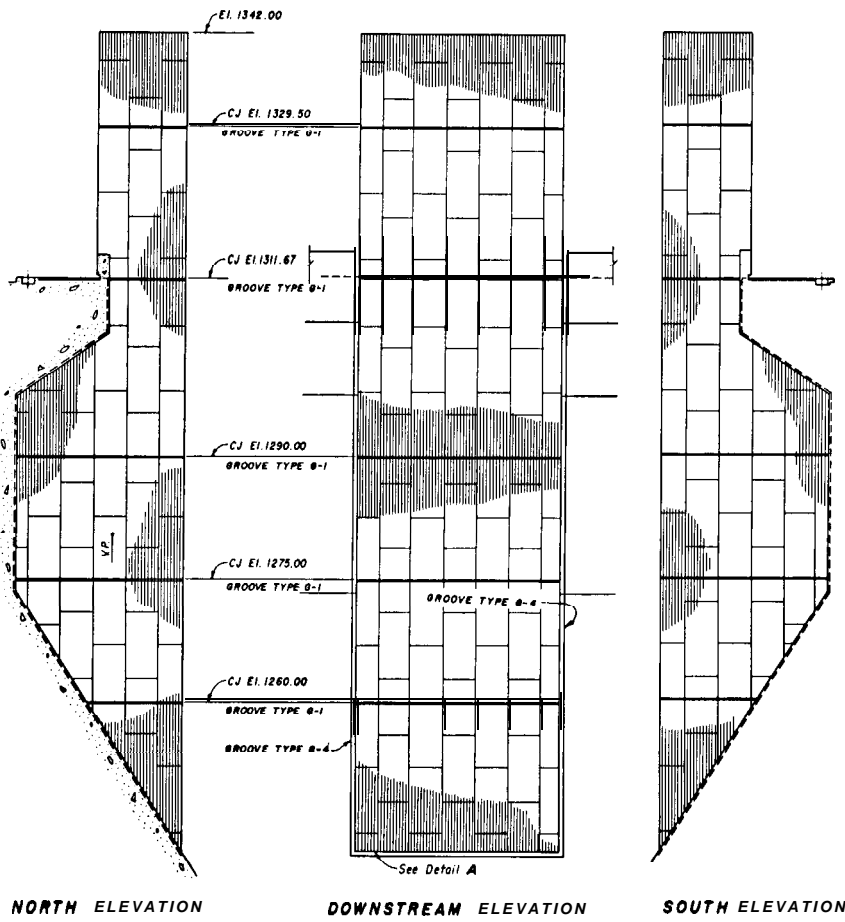 El. 1342.00
CJ El. 1329.50
GROOVE TYPE G-1
CJ El. 1311.67
GROOVE TYPE G-1
CJ El. 1290.00
GROOVE TYPE G-1
V.P.
CJ El. 1275.00
GROOVE TYPE G-1
GROOVE TYPE G-4
CJ El. 1260.00
GROOVE TYPE G-1
GROOVE TYPE G-4
See Detail A
NORTH ELEVATION
DOWNSTREAM ELEVATION
SOUTH ELEVATION